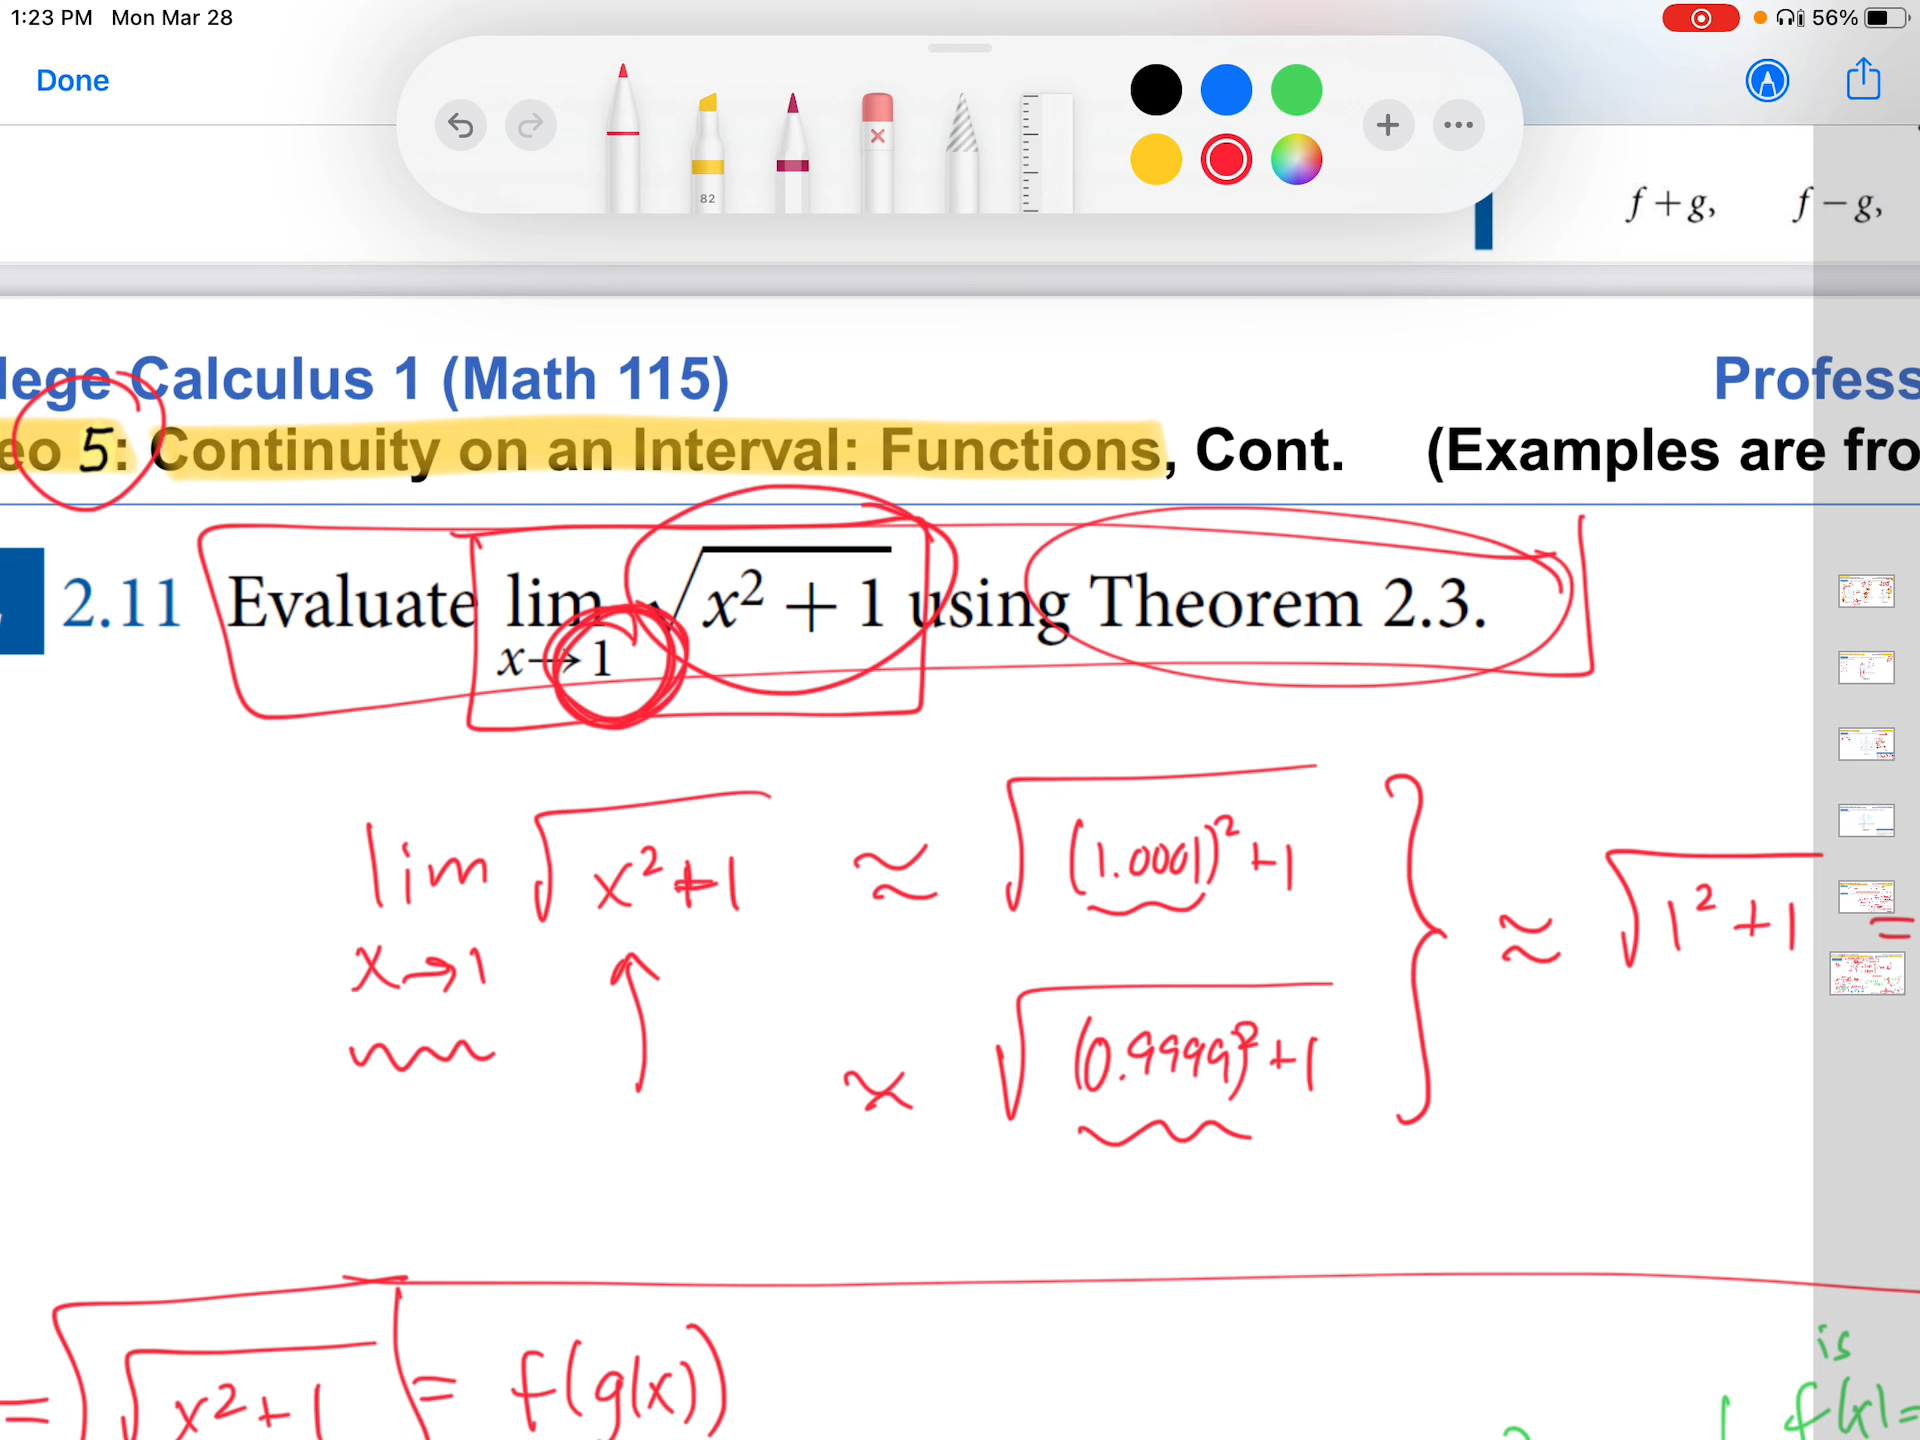 1:23 PM Mon Mar 28 56%
Done
82
f + g, f − g,
lege Calculus 1 (Math 115) Profess
eo 5: Continuity on an Interval: Functions, Cont. (Examples are fro
2.11 Evaluate lim x→1 √(x² + 1) using Theorem 2.3.
lim x→1 √(x²+1) ≈ √((1.0001)²+1) ≈ √(1²+1) =
≈ √((0.9999)²+1)
= √(x²+1) = f(g(x))
is
f(x)=